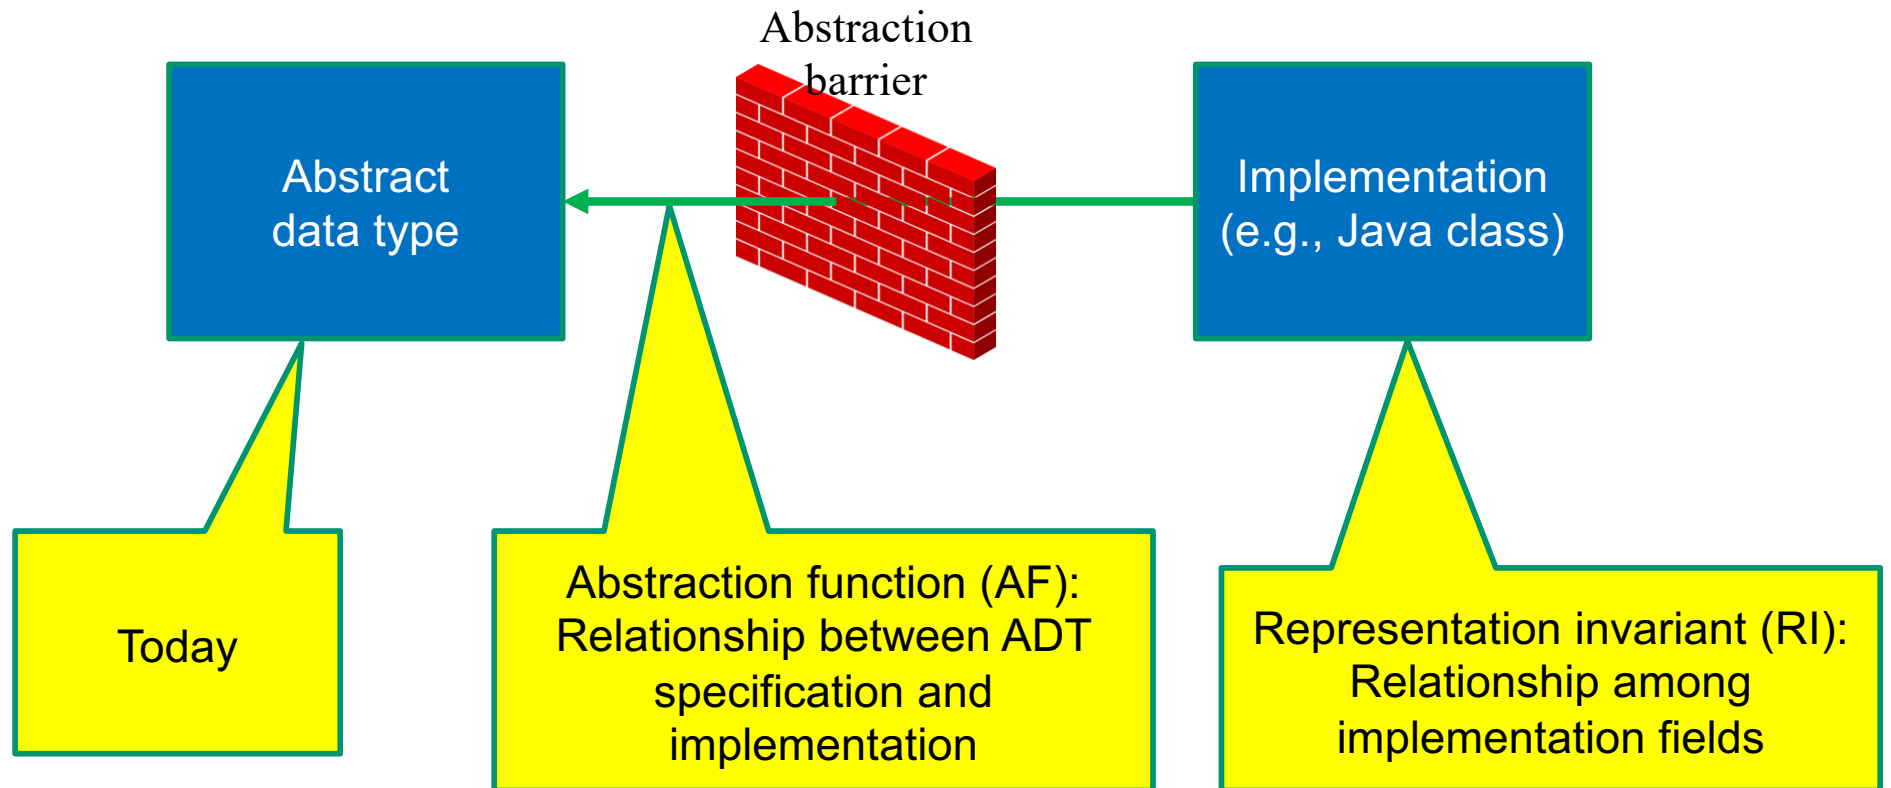 Abstraction
barrier
Abstract
data type
Implementation
(e.g., Java class)
Today
Abstraction function (AF):
Relationship between ADT
specification and
implementation
Representation invariant (RI):
Relationship among
implementation fields